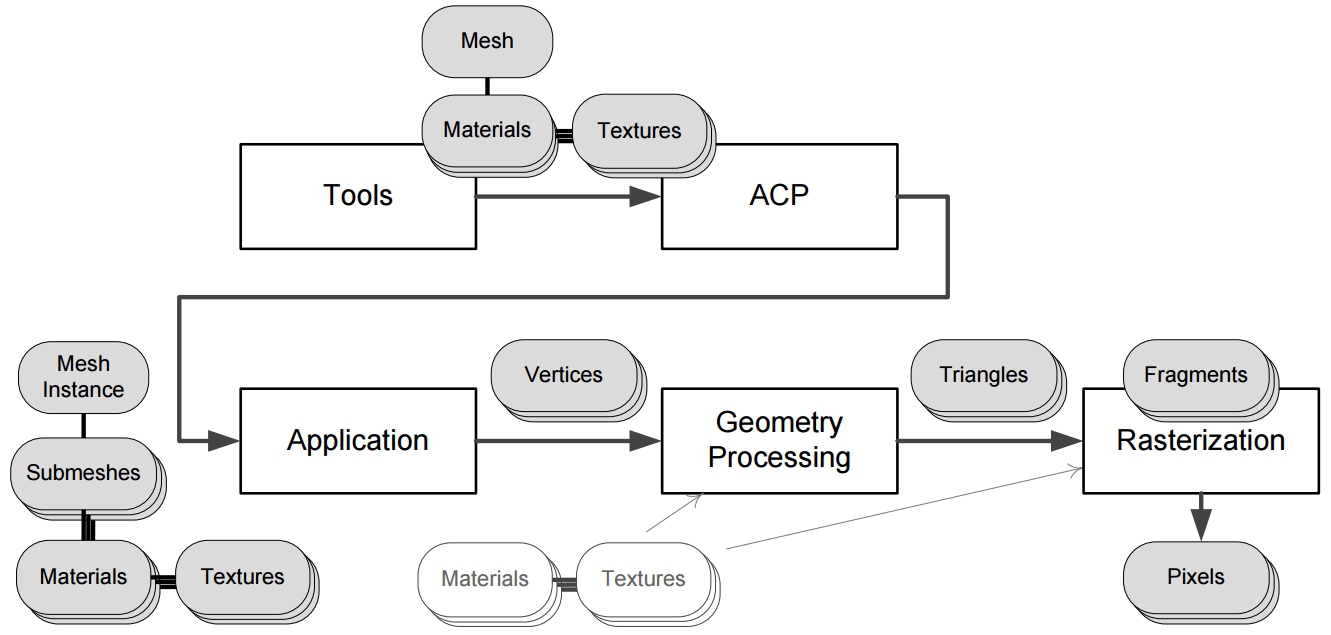 Mesh
Materials
Textures
Tools
ACP
Mesh
Instance
Vertices
Triangles
Fragments
Application
Geometry
Processing
Rasterization
Submeshes
Materials
Textures
Materials
Textures
Pixels